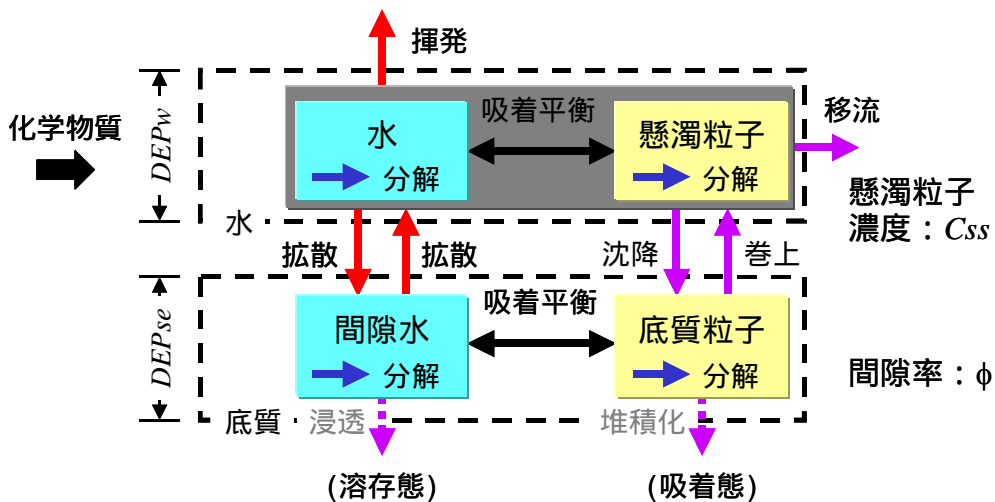 揮発
化学物質
DEPw
水
分解
吸着平衡
懸濁粒子
分解
移流
懸濁粒子
濃度：Css
水
拡散
拡散
沈降
巻上
DEPse
間隙水
分解
吸着平衡
底質粒子
分解
間隙率：ϕ
底質
浸透
堆積化
(溶存態)
(吸着態)